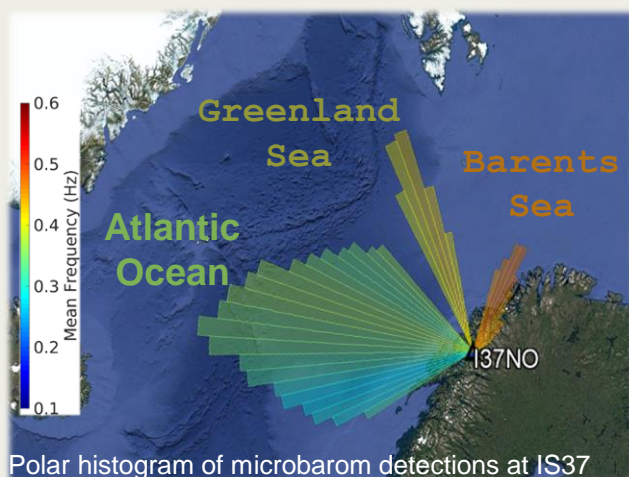 Greenland
Sea
Barents
Sea
Atlantic
Ocean
0.6
0.5
0.4
0.3
0.2
0.1
Mean Frequency (Hz)
I37NO
Polar histogram of microbarom detections at IS37